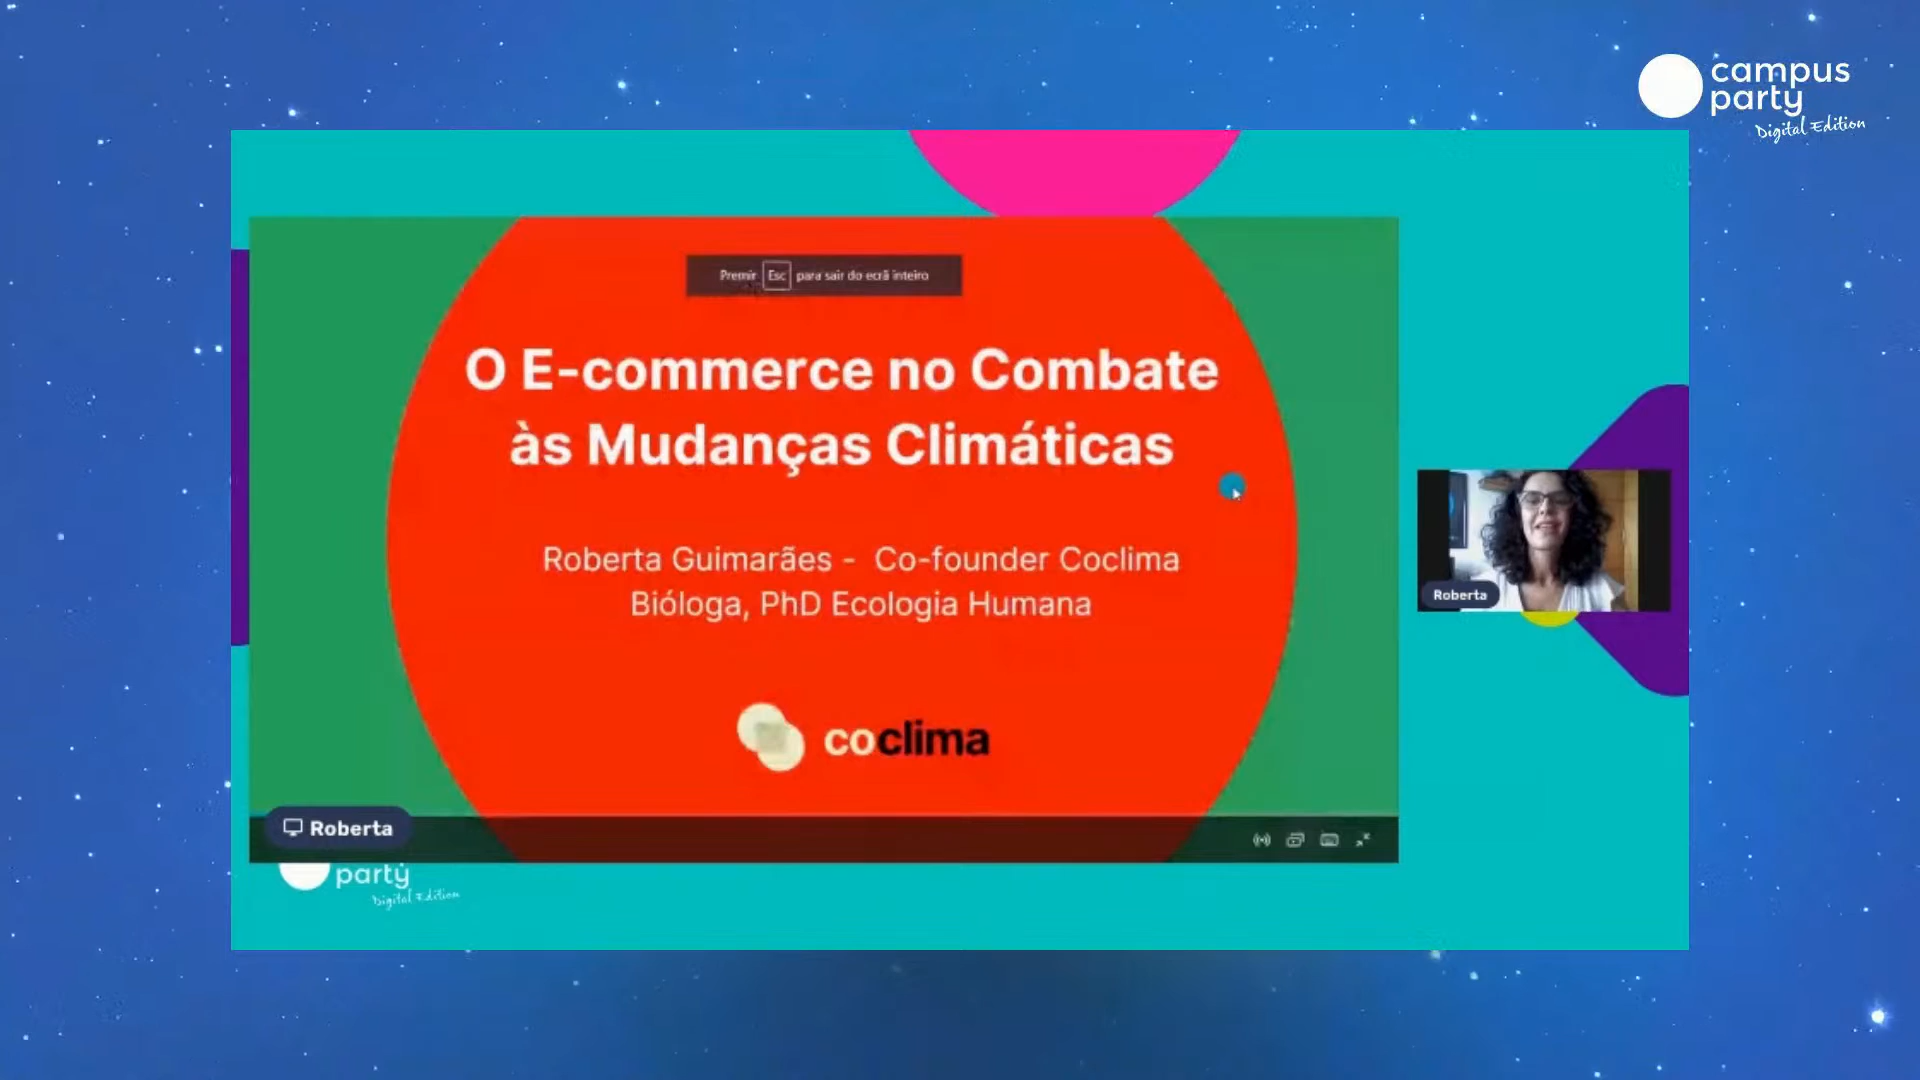 campus
party
Digital Edition
Premir Esc para sair do ecrã inteiro
O E-commerce no Combate
às Mudanças Climáticas
Roberta Guimarães - Co-founder Coclima
Bióloga, PhD Ecologia Humana
coclima
Roberta
Roberta
party
Digital Edition